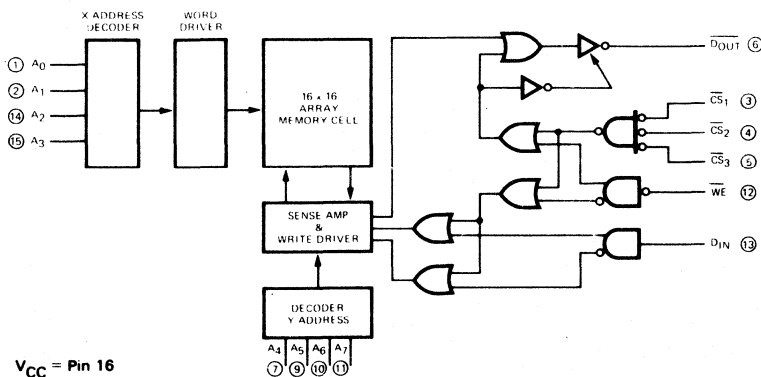 X ADDRESS
DECODER
WORD
DRIVER
① A0
② A1
⑭ A2
⑮ A3
16 x 16
ARRAY
MEMORY CELL
SENSE AMP
&
WRITE DRIVER
DECODER
Y ADDRESS
A4 A5 A6 A7
⑦ ⑨ ⑩ ⑪
DOUT ⑥
CS1 ③
CS2 ④
CS3 ⑤
WE ⑫
DIN ⑬
VCC = Pin 16